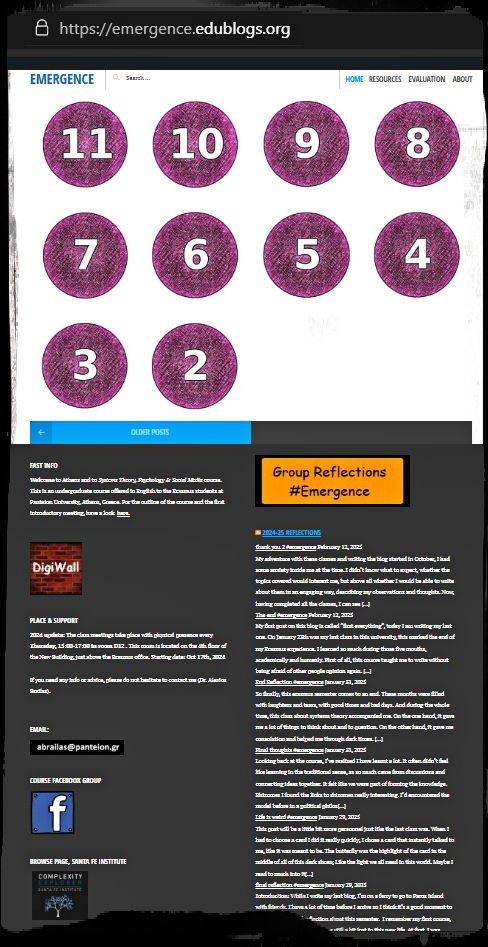 https://emergence.edublogs.org
EMERGENCE
Search ...
HOME RESOURCES EVALUATION ABOUT
11 10 9 8
7 6 5 4
3 2
← OLDER POSTS
FAST INFO
Welcome to Athens and to Systems Theory, Psychology & Social Media course.
This is an undergraduate course offered in English to the Erasmus students at
Panteion University, Athens, Greece. For the outline of the course and the first
introductory meeting, have a look here.
DigiWall
PLACE & SUPPORT
2024 update: The class meetings take place with physical presence every
Thursday, 15:00-17:00 in room D12. This room is located on the 4th floor of
the New Building, just above the Erasmus office. Starting date: Oct 17th, 2024
If you need any info or advice, please do not hesitate to contact me (Dr. Alexios
Brailas).
EMAIL:
abrailas@panteion.gr
COURSE FACEBOOK GROUP
f
BROWSE PAGE, SANTA FE INSTITUTE
COMPLEXITY
EXPLORER
SANTA FE INSTITUTE
Group Reflections
#Emergence
2024-25 REFLECTIONS
thank you 2 #emergence February 12, 2025
My adventure with these classes and writing the blog started in October, I had
some anxiety inside me at the time. I didn't know what to expect, whether the
topics covered would interest me, but above all whether I would be able to write
about them in an engaging way, describing my observations and thoughts. Now,
having completed all the classes, I can see [...]
The end #emergence February 12, 2025
My first post on this blog is called "first everything", today I am writing my last
one. On January 23th was my last class in this university, this marked the end of
my Erasmus experience. I learned so much during those five months,
academically and humanly. First of all, this course taught me to write without
being afraid of other people opinion again. [...]
End Reflection #emergence January 31, 2025
So finally, this erasmus semester comes to an end. These months were filled
with laughters and tears, with good times and bad days. And during the whole
time, this class about systems theory accompanied me. On the one hand, it gave
me a lot of things to think about and to question. On the other hand, it gave me
consolation and helped me through dark times. [...]
Final thoughts #emergence January 31, 2025
Looking back at the course, I've realized I have learnt a lot. It often didn't feel
like learning in the traditional sense, as so much came from discussions and
connecting ideas together. It felt like we were part of forming the knowledge.
Rhizomes I found the links to rhizomes really interesting. I'd encountered the
model before in a political philos[...]
Life is weird #emergence January 29, 2025
This post will be a little bit more personal just like the last class was. When I
had to choose a card I did it really quickly, I chose a card that instantly talked to
me, like it was meant to be. The butterfly was the highlight of the card in the
middle of all of this dark shoes; Like the light we all need in this world. Maybe I
read to much into it[...]
final reflection #emergence January 29, 2025
Introduction: While I write my last blog, I'm on a ferry to go to Paros Island
with friends. I have a lot of time before I arrive so I think it's a good moment to
reflection about this semester. I remember my first course,